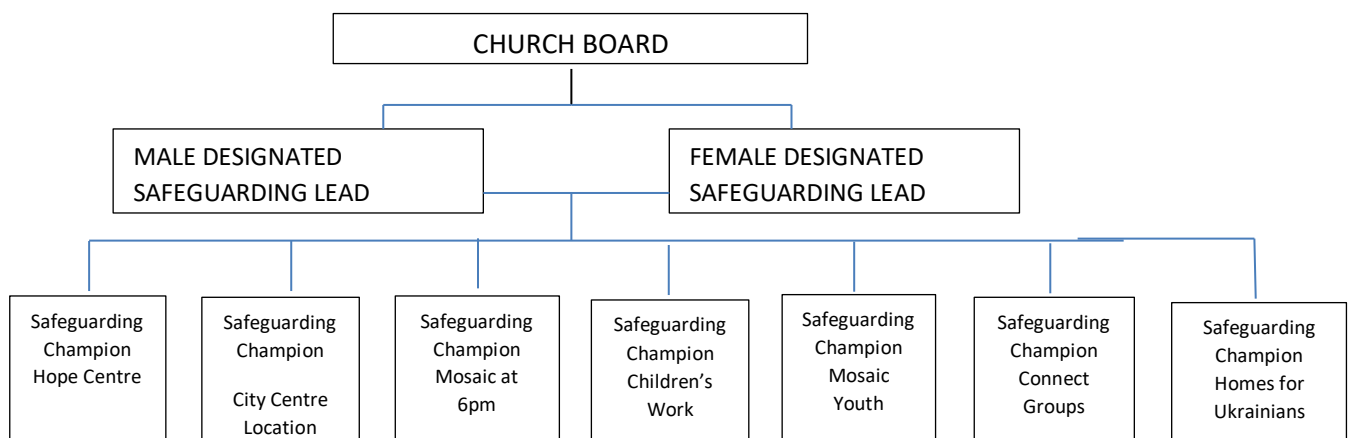 CHURCH BOARD
MALE DESIGNATED
SAFEGUARDING LEAD
FEMALE DESIGNATED
SAFEGUARDING LEAD
Safeguarding
Champion
Hope Centre
Safeguarding
Champion
City Centre
Location
Safeguarding
Champion
Mosaic at
6pm
Safeguarding
Champion
Children’s
Work
Safeguarding
Champion
Mosaic
Youth
Safeguarding
Champion
Connect
Groups
Safeguarding
Champion
Homes for
Ukrainians